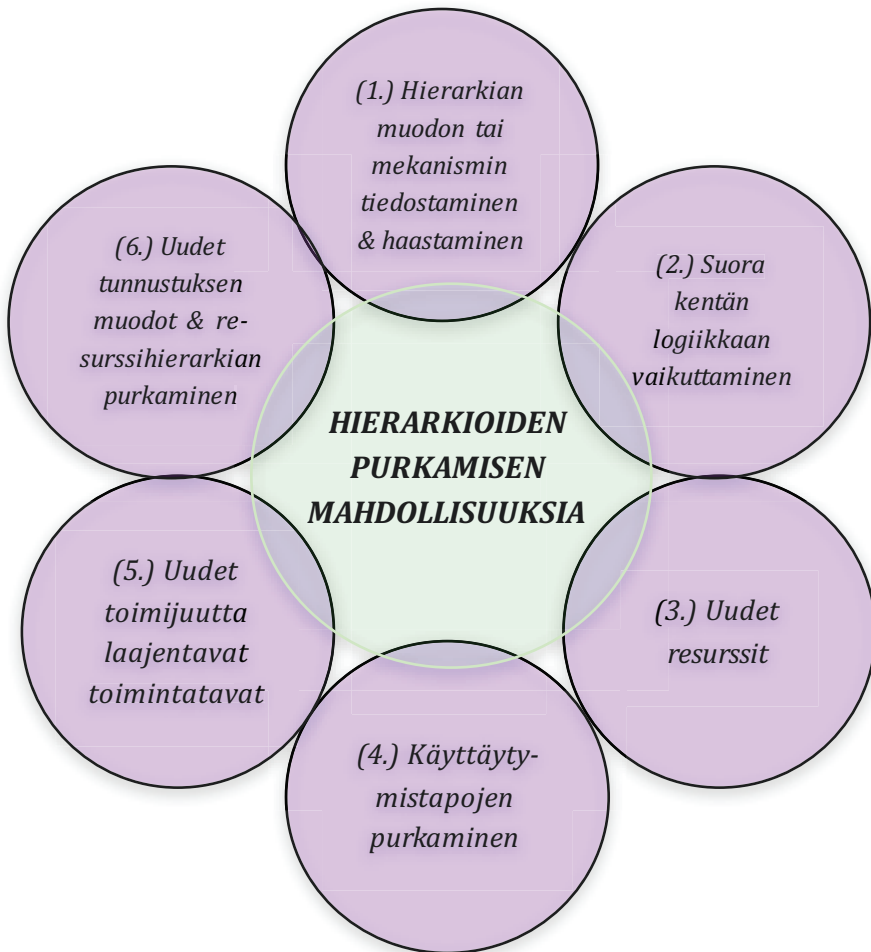 (1.) Hierarkian
muodon tai
mekanismin
tiedostaminen
& haastaminen
(2.) Suora
kentän
logiikkaan
vaikuttaminen
(3.) Uudet
resurssit
(4.) Käyttäyty-
mistapojen
purkaminen
(5.) Uudet
toimijuutta
laajentavat
toimintatavat
(6.) Uudet
tunnustuksen
muodot & re-
surssihierarkian
purkaminen
HIERARKIOIDEN
PURKAMISEN
MAHDOLLISUUKSIA